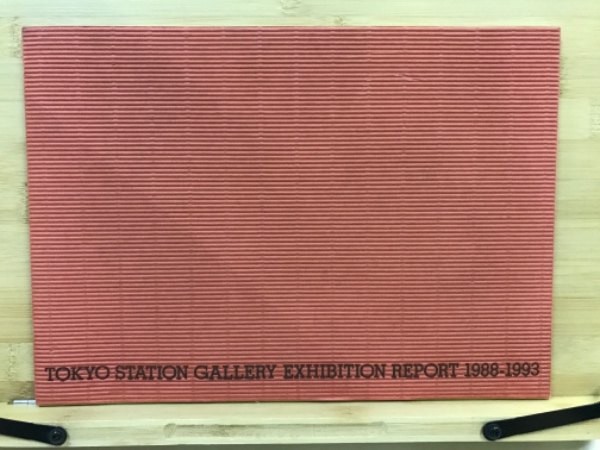 TOKYO STATION GALLERY EXHIBITION REPORT 1988-1993